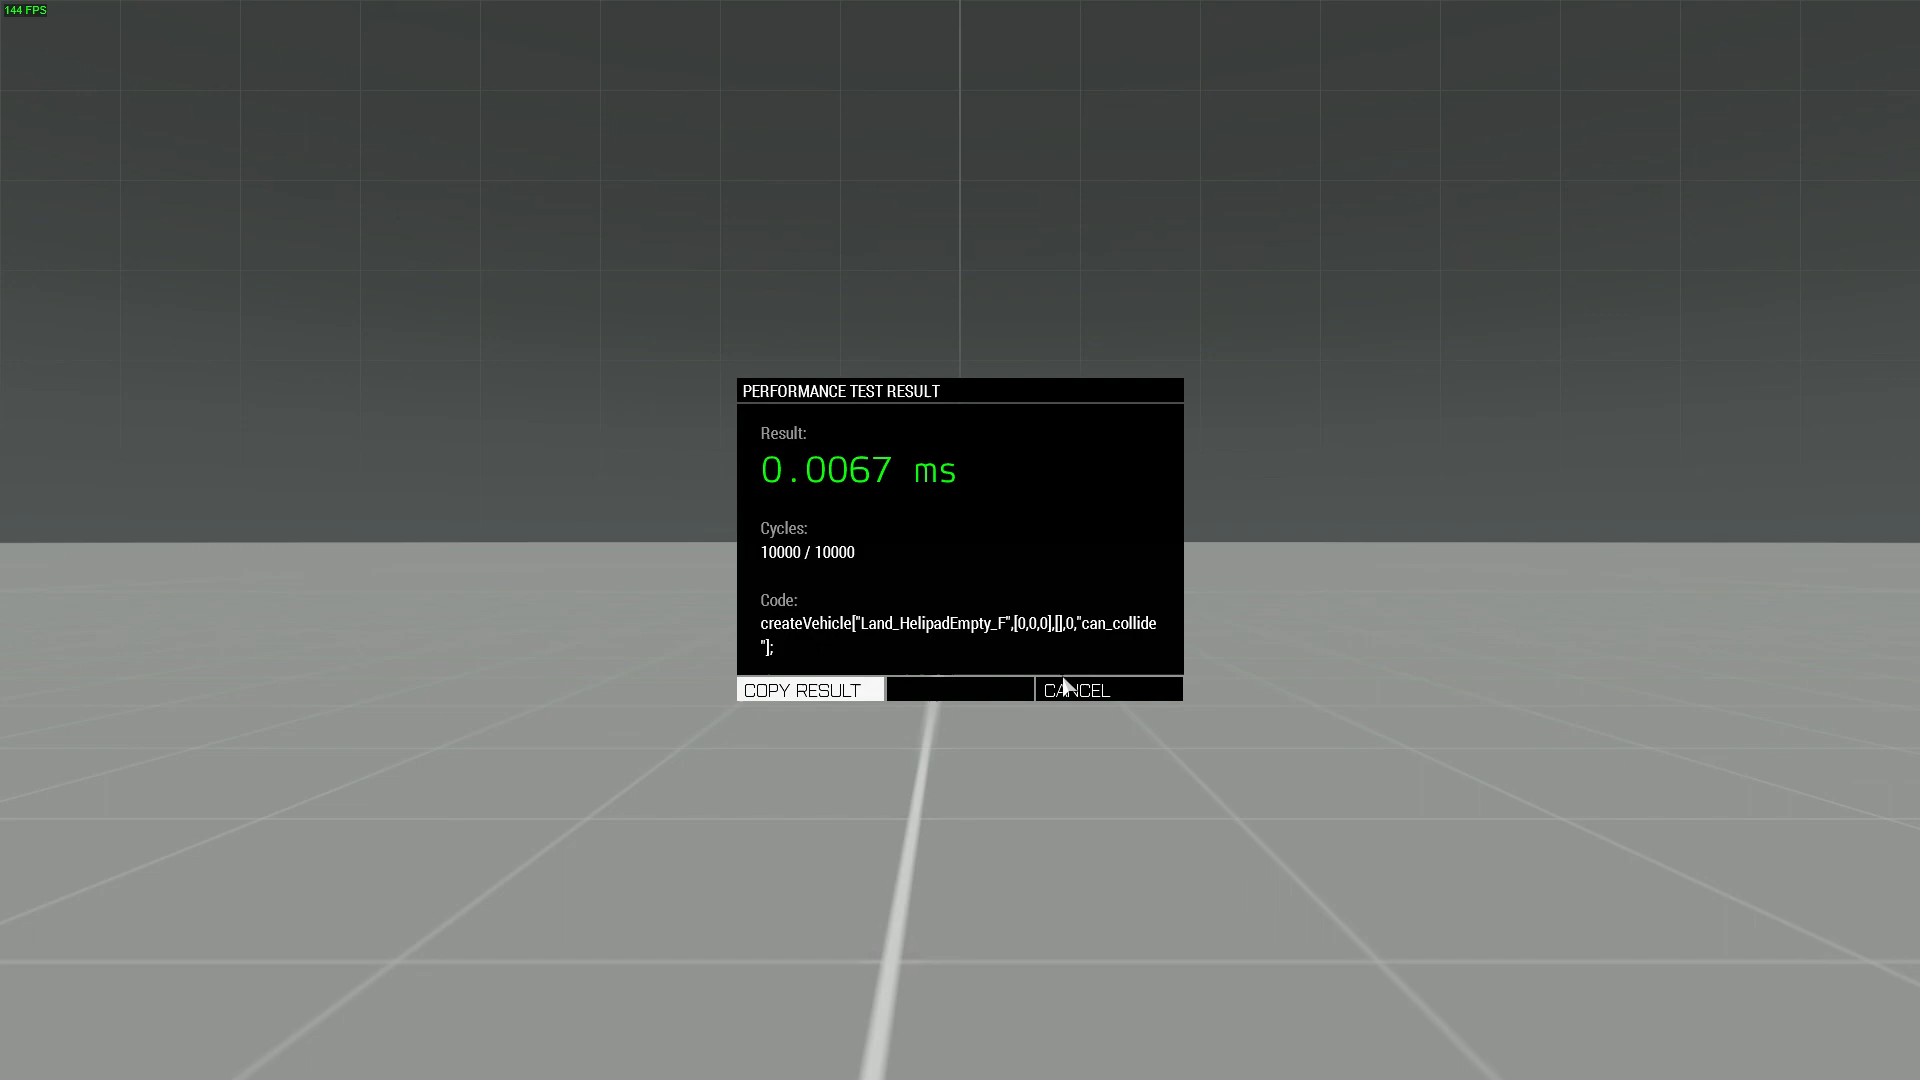 144 FPS
PERFORMANCE TEST RESULT
Result:
0.0067 ms
Cycles:
10000 / 10000
Code:
createVehicle["Land_HelipadEmpty_F",[0,0,0],[],0,"can_collide
"];
COPY RESULT
CANCEL